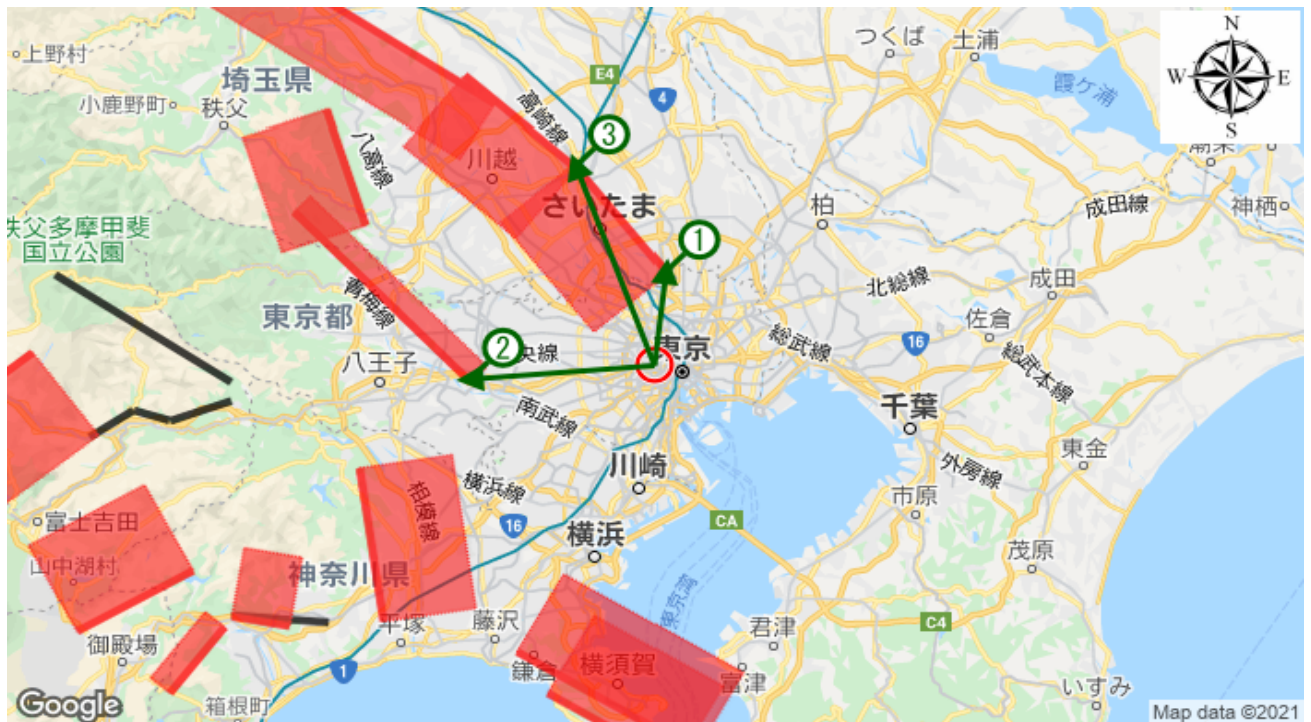 上野村
埼玉県
小鹿野町
秩父
八高線
高崎線
E4
4
つくば
土浦
霞ヶ浦
N
W
E
S
③
川越
さいたま
柏
成田線
神栖
秩父多摩甲斐
国立公園
①
北総線
成田
青梅線
東京都
②
央線
東京
総武線
16
佐倉
総武本線
八王子
南武線
千葉
東金
相模線
横浜線
川崎
外房線
16
CA
市原
富士吉田
横浜
茂原
山中湖村
神奈川県
東京湾
御殿場
平塚
藤沢
君津
C4
鎌倉
横須賀
富津
いすみ
1
箱根町
Google
Map data ©2021